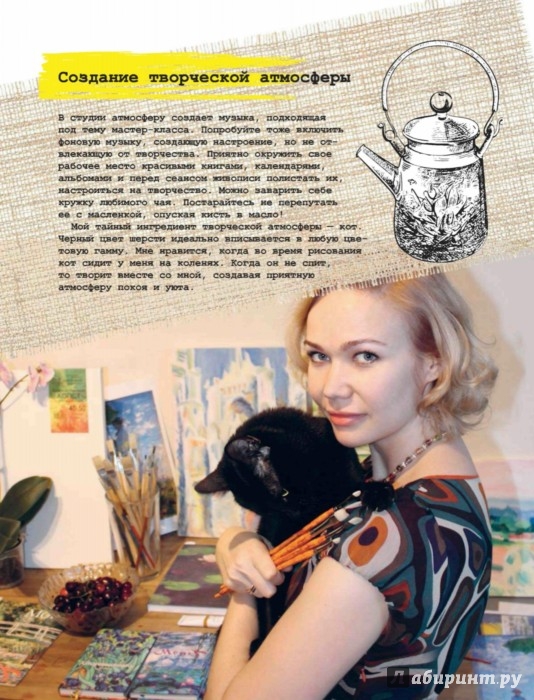 Создание творческой атмосферы
В студии атмосферу создает музыка, подходящая
под тему мастер-класса. Попробуйте тоже включить
фоновую музыку, создающую настроение, но не от-
влекающую от творчества. Приятно окружить свое
рабочее место красивыми книгами, календарями,
альбомами и перед сеансом живописи полистать их,
настроиться на творчество. Можно заварить себе
кружку любимого чая. Постарайтесь не перепутать
ее с масленкой, опуская кисть в масло!
Мой тайный ингредиент творческой атмосферы — кот.
Черный цвет шерсти идеально вписывается в любую цве-
товую гамму. Мне нравится, когда во время рисования
кот сидит у меня на коленях. Когда он не спит,
то творит вместе со мной, создавая приятную
атмосферу покоя и уюта.
Лабиринт.ру